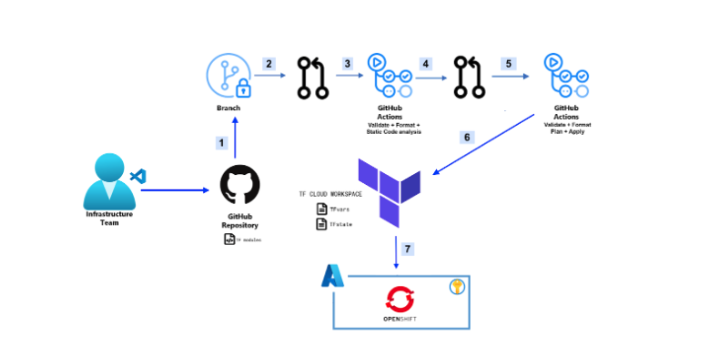 2
3
4
5
Branch
GitHub
Actions
Validate + Format +
Static Code analysis
GitHub
Actions
Validate + Format
Plan + Apply
1
6
Infrastructure
Team
GitHub
Repository
TF modules
TF CLOUD WORKSPACE
TFvars
TFstate
7
OPENSHIFT